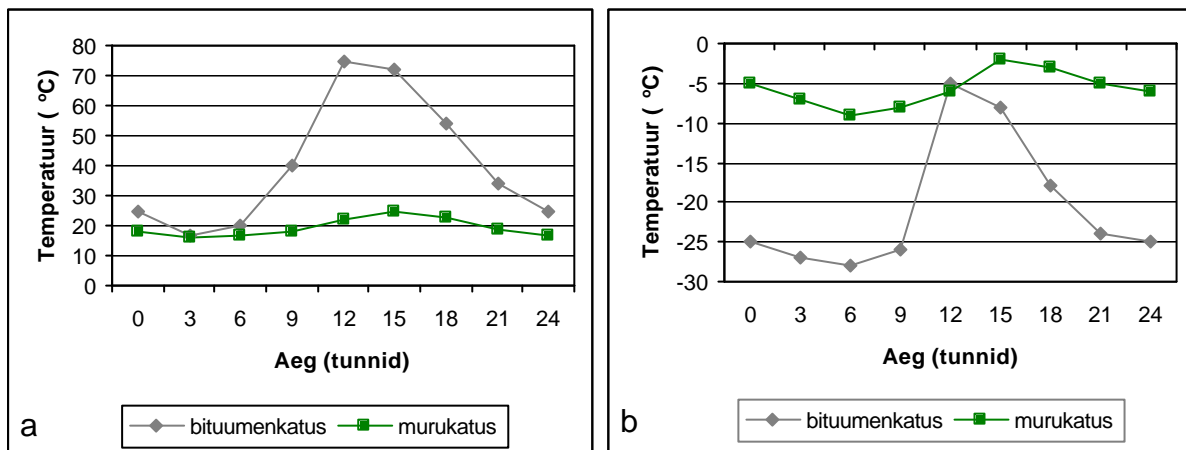 80
70
60
50
40
30
20
10
0
Temperatuur ( ºC)
0 3 6 9 12 15 18 21 24
Aeg (tunnid)
a
bituumenkatus murukatus
0
-5
-10
-15
-20
-25
-30
Temperatuur ( ºC)
0 3 6 9 12 15 18 21 24
Aeg (tunnid)
b
bituumenkatus murukatus